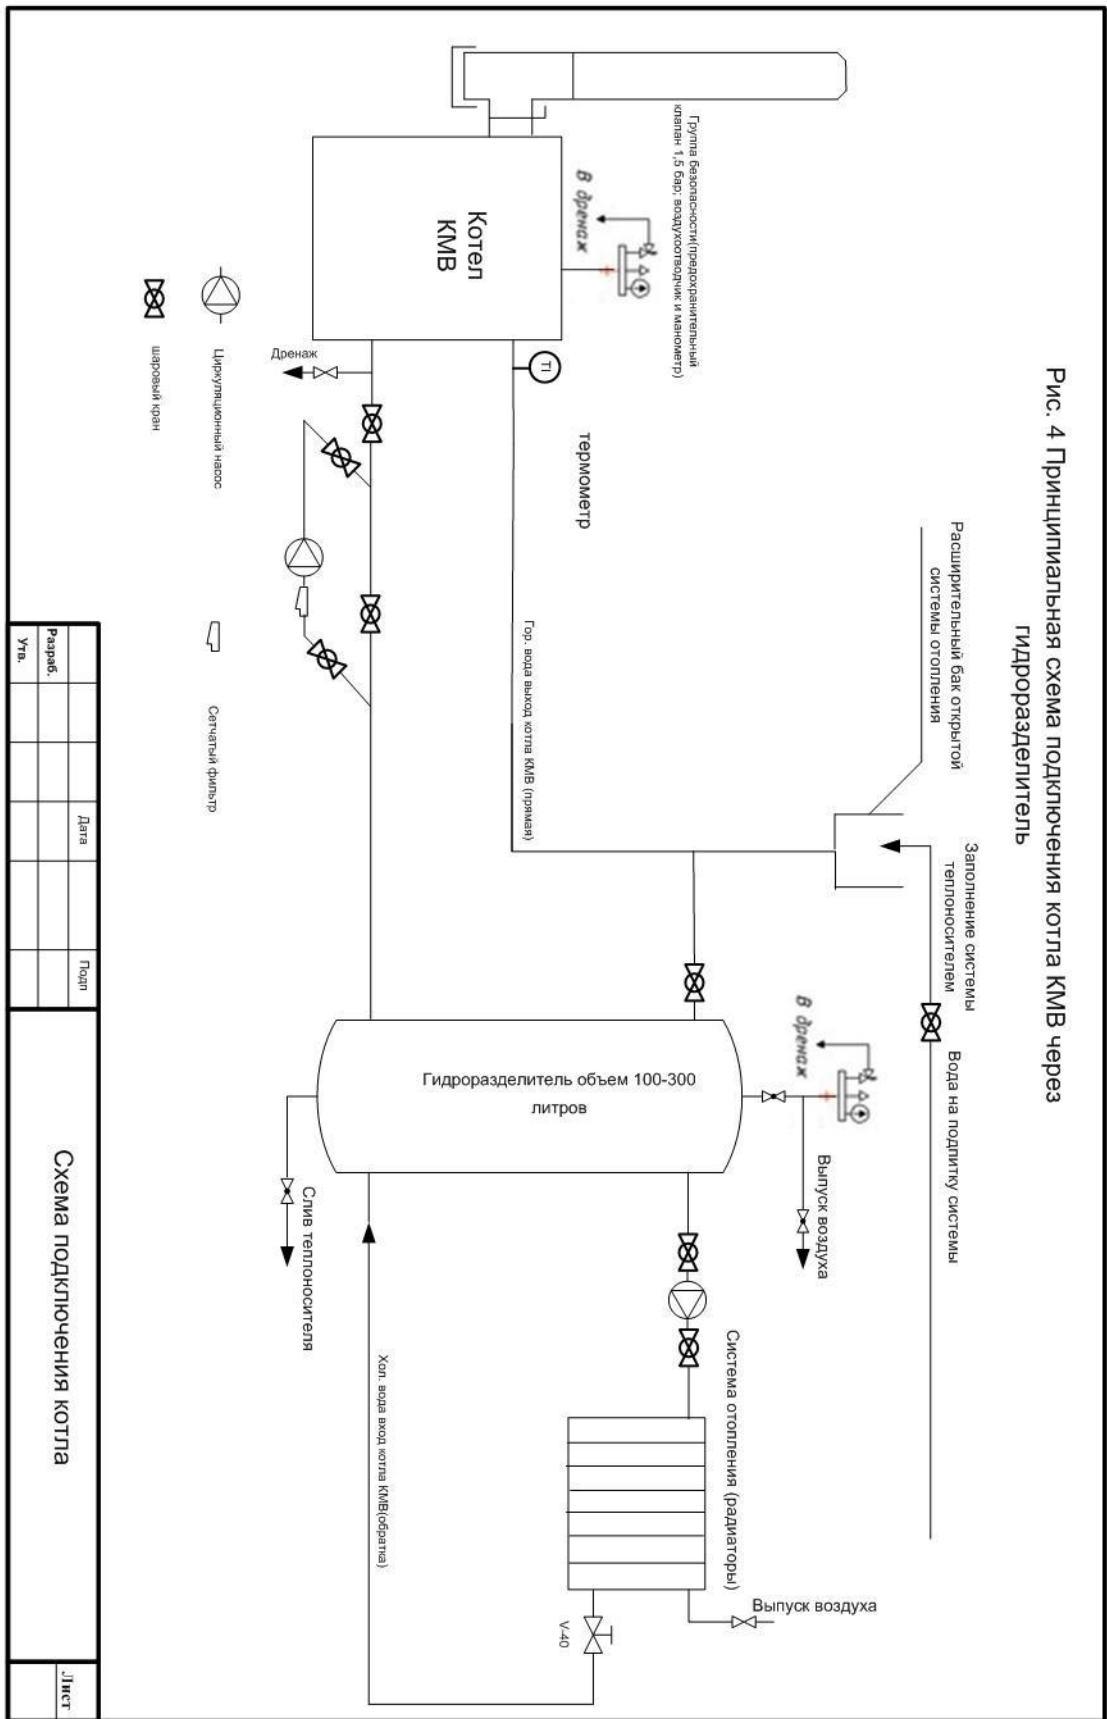 Рис. 4 Принципиальная схема подключения котла КМВ через
гидроразделитель
Расширительный бак открытой
системы отопления
Заполнение системы
теплоносителем
Вода на подпитку системы
Группа безопасности(предохранительный
клапан 1,5 бар; воздухоотводчик и манометр)
В дренаж
Котел
КМВ
TI
термометр
Гор. вода выход котла КМВ (прямая)
В дренаж
Выпуск воздуха
Гидроразделитель объем 100-300
литров
Система отопления (радиаторы)
Выпуск воздуха
V-40
Дренаж
Слив теплоносителя
Хол. вода вход котла КМВ(обратка)
Циркуляционный насос
шаровый кран
Сетчатый фильтр
Дата
Подп
Разраб.
Утв.
Схема подключения котла
Лист